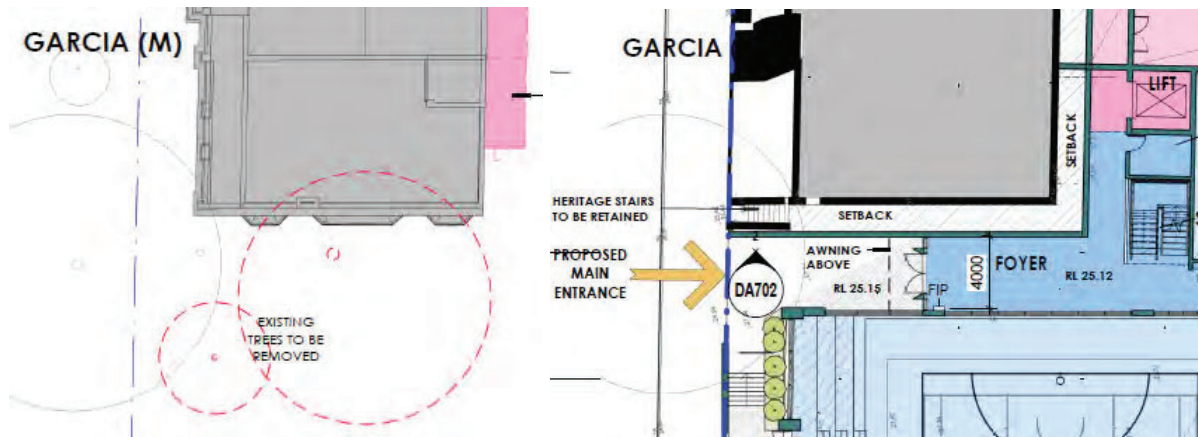 GARCIA (M)
EXISTING
TREES TO BE
REMOVED
GARCIA
LIFT
SETBACK
HERITAGE STAIRS
TO BE RETAINED
SETBACK
PROPOSED
MAIN
ENTRANCE
AWNING
ABOVE
4000
FOYER
DA702
RL 25.15
FIP
RL 25.12